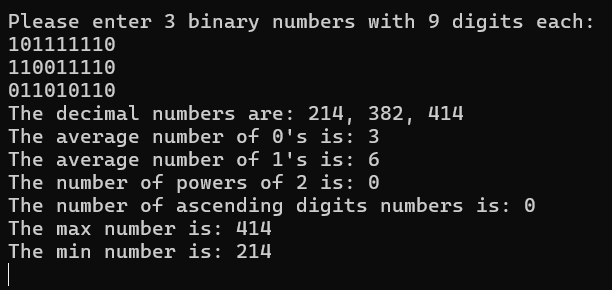 Please enter 3 binary numbers with 9 digits each:
101111110
110011110
011010110
The decimal numbers are: 214, 382, 414
The average number of 0's is: 3
The average number of 1's is: 6
The number of powers of 2 is: 0
The number of ascending digits numbers is: 0
The max number is: 414
The min number is: 214